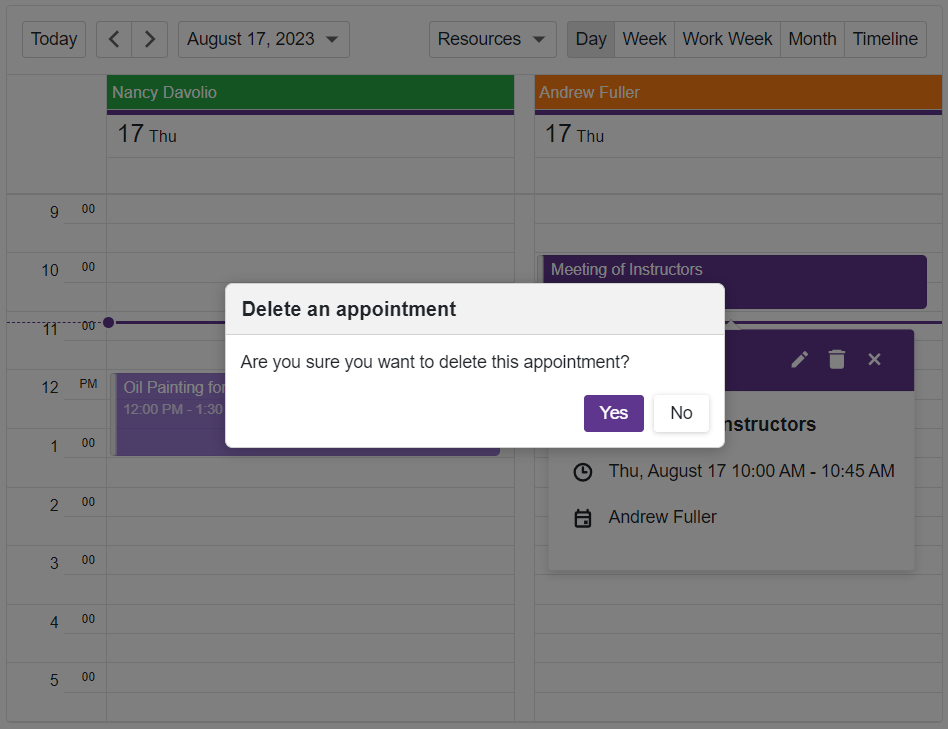 Today
August 17, 2023
Resources
Day
Week
Work Week
Month
Timeline
Nancy Davolio
Andrew Fuller
17 Thu
17 Thu
9 00
10 00
Meeting of Instructors
Delete an appointment
11 00
Are you sure you want to delete this appointment?
12 PM
Oil Painting for
12:00 PM - 1:30
Yes
No
nstructors
1 00
Thu, August 17 10:00 AM - 10:45 AM
2 00
Andrew Fuller
3 00
4 00
5 00